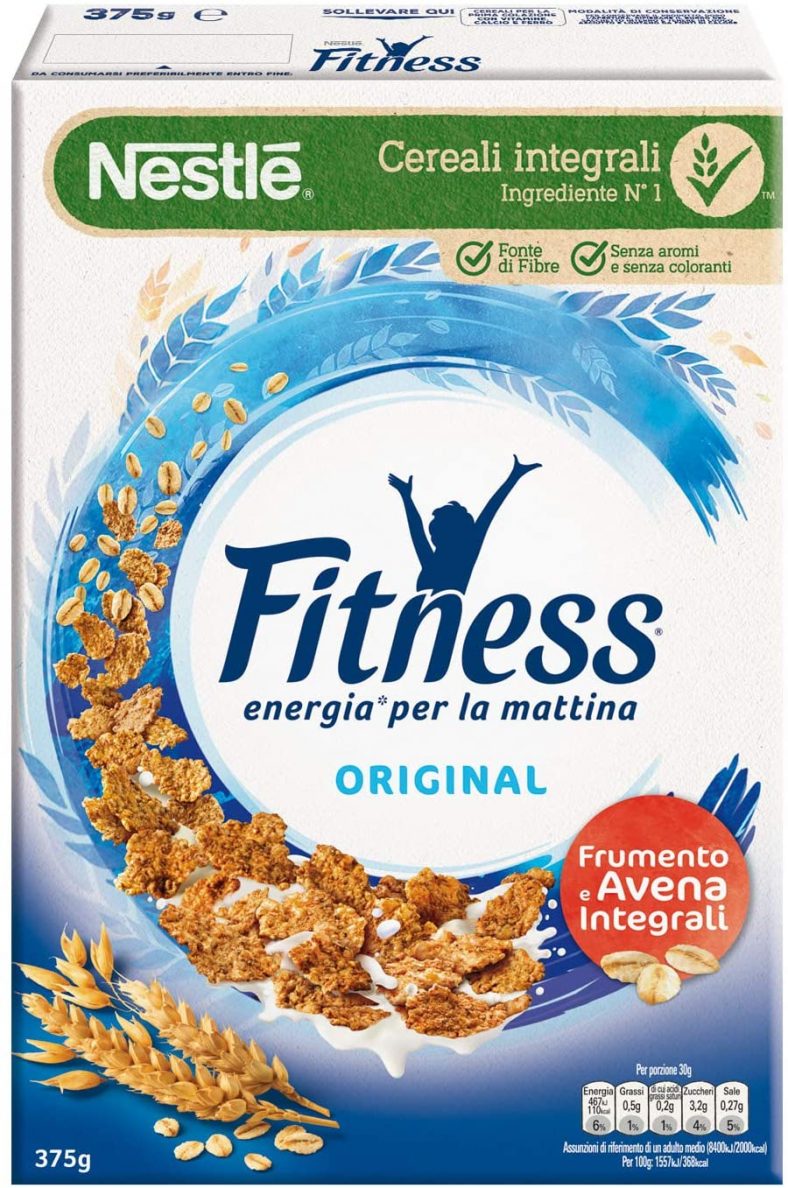 375g ℮
SOLLEVARE QUI
CEREALI PER LA
PRIMA COLAZIONE
CON VITAMINE,
CALCIO E FERRO
MODALITÀ DI CONSERVAZIONE
DA CONSUMARSI PREFERIBILMENTE ENTRO FINE:
Nestlé
Fitness
Nestlé®
Cereali integrali
Ingrediente N° 1
TM
Fonte
di Fibre
Senza aromi
e senza coloranti
Fitness®
energia* per la mattina
ORIGINAL
Frumento
e Avena
Integrali
Per porzione 30g
Energia
467kJ
110kcal
6%
Grassi
0,5g
1%
di cui acidi
grassi saturi
0,2g
1%
Zuccheri
3,2g
4%
Sale
0,27g
5%
Assunzioni di riferimento di un adulto medio (8400kJ/2000kcal)
Per 100g: 1557kJ/368kcal
375g